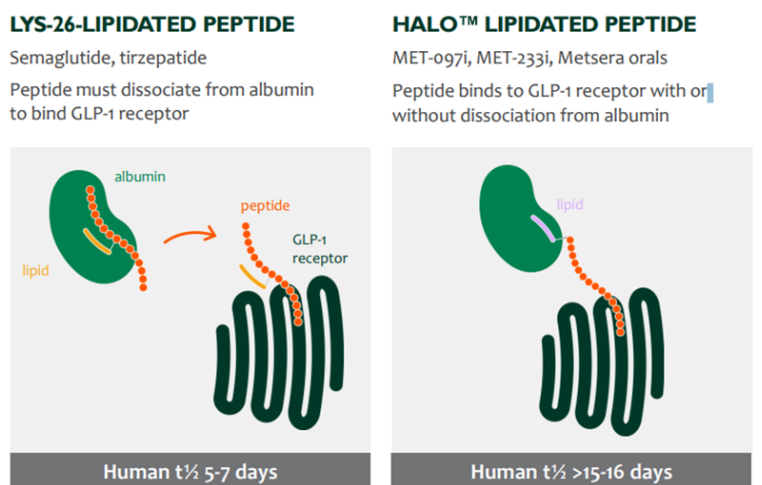 LYS-26-LIPIDATED PEPTIDE
Semaglutide, tirzepatide
Peptide must dissociate from albumin
to bind GLP-1 receptor
albumin
lipid
peptide
GLP-1
receptor
Human t½ 5-7 days
HALO™ LIPIDATED PEPTIDE
MET-097i, MET-233i, Metsera orals
Peptide binds to GLP-1 receptor with or
without dissociation from albumin
lipid
Human t½ >15-16 days